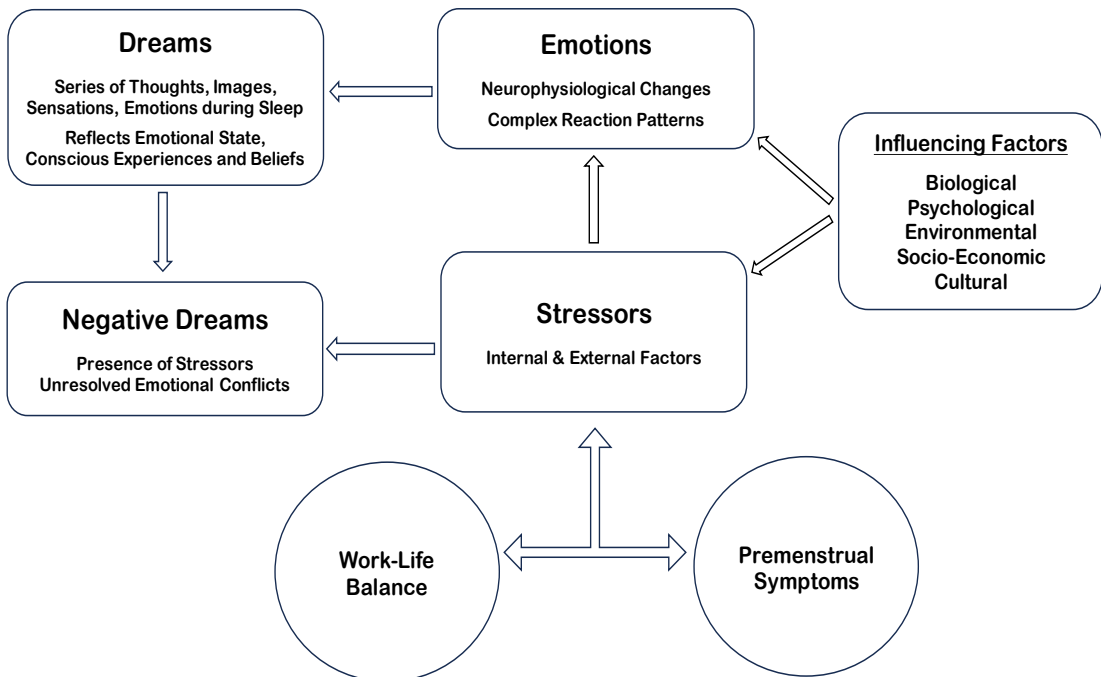 Dreams
Series of Thoughts, Images,
Sensations, Emotions during Sleep
Reflects Emotional State,
Conscious Experiences and Beliefs
Emotions
Neurophysiological Changes
Complex Reaction Patterns
Influencing Factors
Biological
Psychological
Environmental
Socio-Economic
Cultural
Negative Dreams
Presence of Stressors
Unresolved Emotional Conflicts
Stressors
Internal & External Factors
Work-Life
Balance
Premenstrual
Symptoms